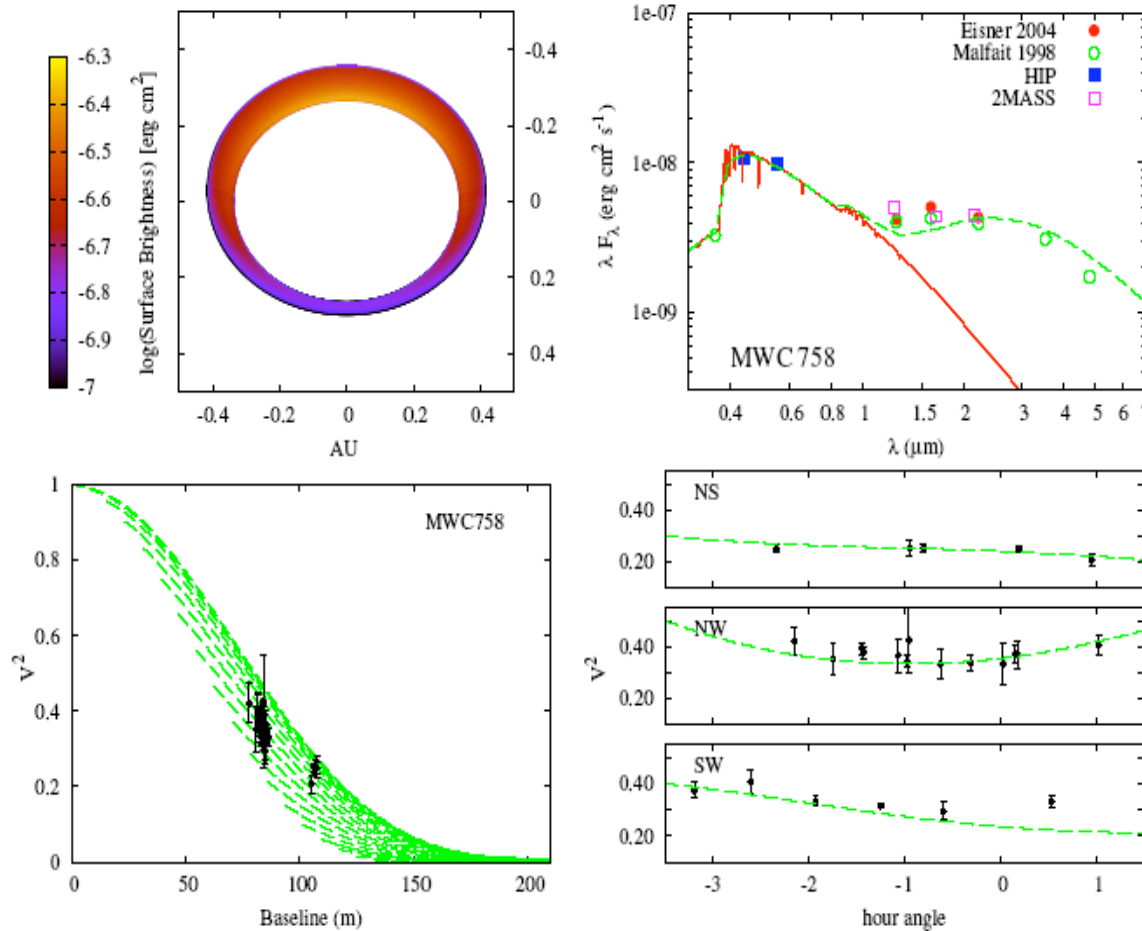 -6.3
-6.4
-6.5
-6.6
-6.7
-6.8
-6.9
-7
log(Surface Brightness) [erg cm²]
-0.4
-0.2
0
0.2
0.4
-0.4 -0.2 0 0.2 0.4
AU
1e-07
1e-08
1e-09
λ Fλ (erg cm² s⁻¹)
Eisner 2004
Malfait 1998
HIP
2MASS
MWC 758
0.4 0.6 0.8 1 1.5 2 3 4 5 6
λ (μm)
1
0.8
0.6
0.4
0.2
0
V²
MWC758
0 50 100 150 200
Baseline (m)
NS
0.40
0.20
NW
0.40
0.20
V²
SW
0.40
0.20
-3 -2 -1 0 1
hour angle